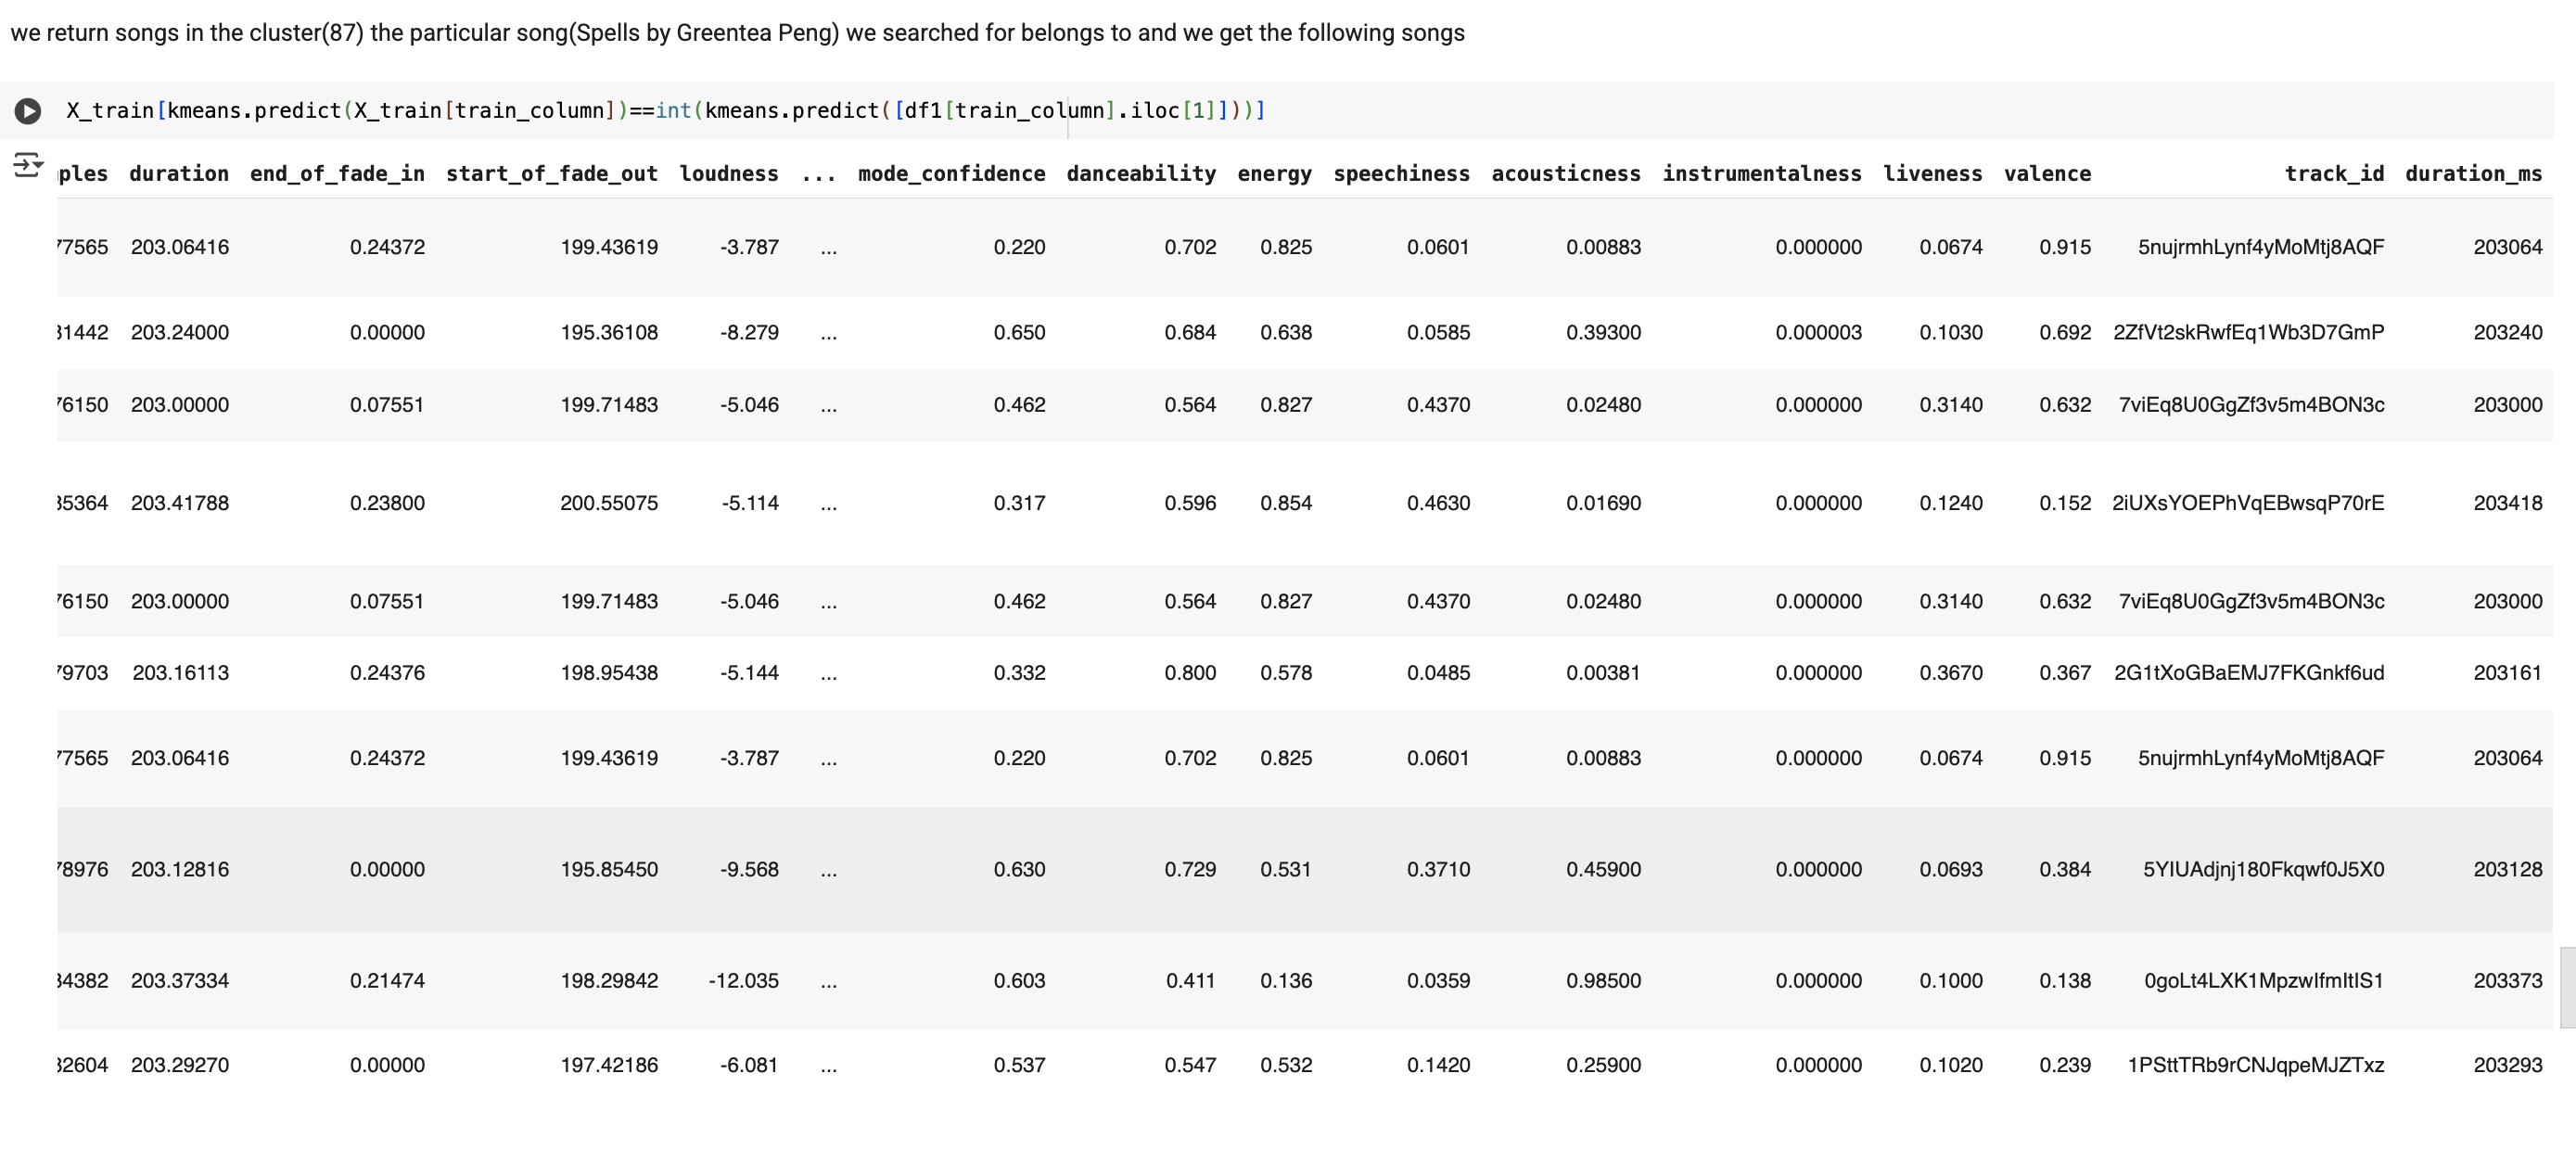 we return songs in the cluster(87) the particular song(Spells by Greentea Peng) we searched for belongs to and we get the following songs
X_train[kmeans.predict(X_train[train_column])==int(kmeans.predict([df1[train_column].iloc[1]]))]
ples duration end_of_fade_in start_of_fade_out loudness ... mode_confidence danceability energy speechiness acousticness instrumentalness liveness valence track_id duration_ms
77565 203.06416 0.24372 199.43619 -3.787 ... 0.220 0.702 0.825 0.0601 0.00883 0.000000 0.0674 0.915 5nujrmhLynf4yMoMtj8AQF 203064
31442 203.24000 0.00000 195.36108 -8.279 ... 0.650 0.684 0.638 0.0585 0.39300 0.000003 0.1030 0.692 2ZfVt2skRwfEq1Wb3D7GmP 203240
76150 203.00000 0.07551 199.71483 -5.046 ... 0.462 0.564 0.827 0.4370 0.02480 0.000000 0.3140 0.632 7viEq8U0GgZf3v5m4BON3c 203000
35364 203.41788 0.23800 200.55075 -5.114 ... 0.317 0.596 0.854 0.4630 0.01690 0.000000 0.1240 0.152 2iUXsYOEPhVqEBwsqP70rE 203418
76150 203.00000 0.07551 199.71483 -5.046 ... 0.462 0.564 0.827 0.4370 0.02480 0.000000 0.3140 0.632 7viEq8U0GgZf3v5m4BON3c 203000
79703 203.16113 0.24376 198.95438 -5.144 ... 0.332 0.800 0.578 0.0485 0.00381 0.000000 0.3670 0.367 2G1tXoGBaEMJ7FKGnkf6ud 203161
77565 203.06416 0.24372 199.43619 -3.787 ... 0.220 0.702 0.825 0.0601 0.00883 0.000000 0.0674 0.915 5nujrmhLynf4yMoMtj8AQF 203064
78976 203.12816 0.00000 195.85450 -9.568 ... 0.630 0.729 0.531 0.3710 0.45900 0.000000 0.0693 0.384 5YIUAdjnj180Fkqwf0J5X0 203128
34382 203.37334 0.21474 198.29842 -12.035 ... 0.603 0.411 0.136 0.0359 0.98500 0.000000 0.1000 0.138 0goLt4LXK1MpzwIfmItIS1 203373
32604 203.29270 0.00000 197.42186 -6.081 ... 0.537 0.547 0.532 0.1420 0.25900 0.000000 0.1020 0.239 1PSttTRb9rCNJqpeMJZTxz 203293